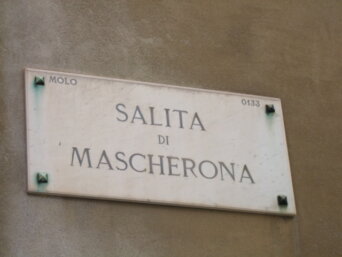 MOLO
0133
SALITA
DI
MASCHERONA